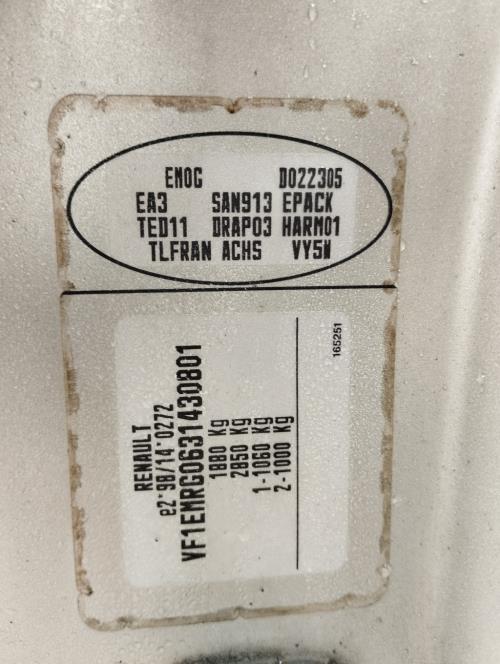 EM0G D022305
EA3 SAN913 EPACK
TED11 DRAP03 HARM01
TLFRAN ACHS VY5W
165251
RENAULT
e2*98/14*0272
VF1EMRG0631430801
1880 Kg
2850 Kg
1-1060 Kg
2-1000 Kg